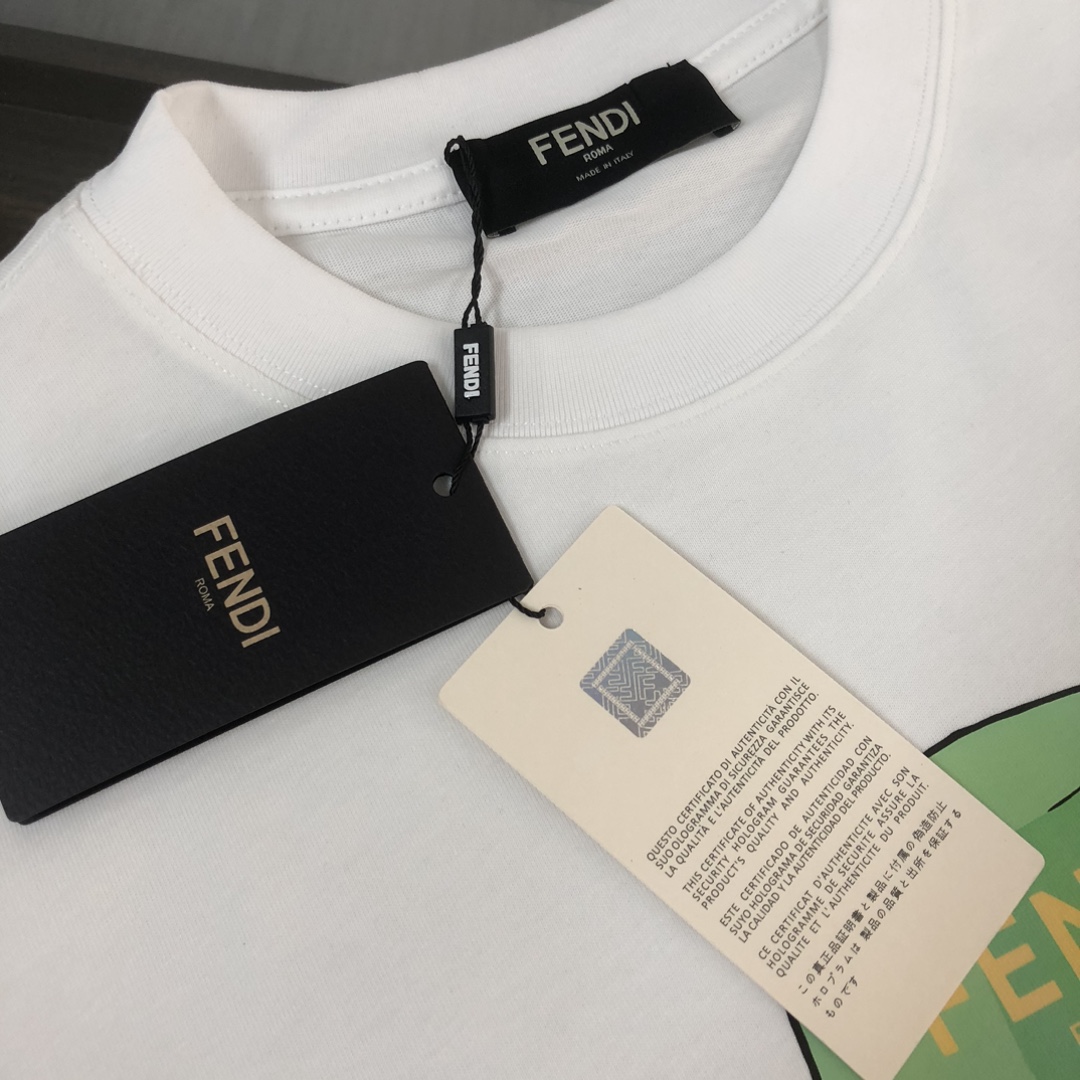 FENDI
ROMA
MADE IN ITALY
FENDI
FENDI
ROMA
QUESTO CERTIFICATO DI AUTENTICITÀ CON IL
SUO OLOGRAMMA DI SICUREZZA GARANTISCE
LA QUALITÀ E L'AUTENTICITÀ DEL PRODOTTO.
THIS CERTIFICATE OF AUTHENTICITY WITH ITS
SECURITY HOLOGRAM GUARANTEES THE
PRODUCT'S QUALITY AND AUTHENTICITY.
ESTE CERTIFICADO DE AUTENTICIDAD CON
SUYO HOLOGRAMA DE SECURIDAD GARANTIZA
LA CALIDAD Y LA AUTENTICIDAD DEL PRODUCTO.
CE CERTIFICAT D'AUTHENTICITE AVEC SON
HOLOGRAMME DE SECURITE ASSURE LA
QUALITE ET L'AUTHENTICITE DU PRODUIT.
この真正品証明書と製品に付属の偽造防止
ホログラムは 製品の品質と出所を保証する
ものです
FEN